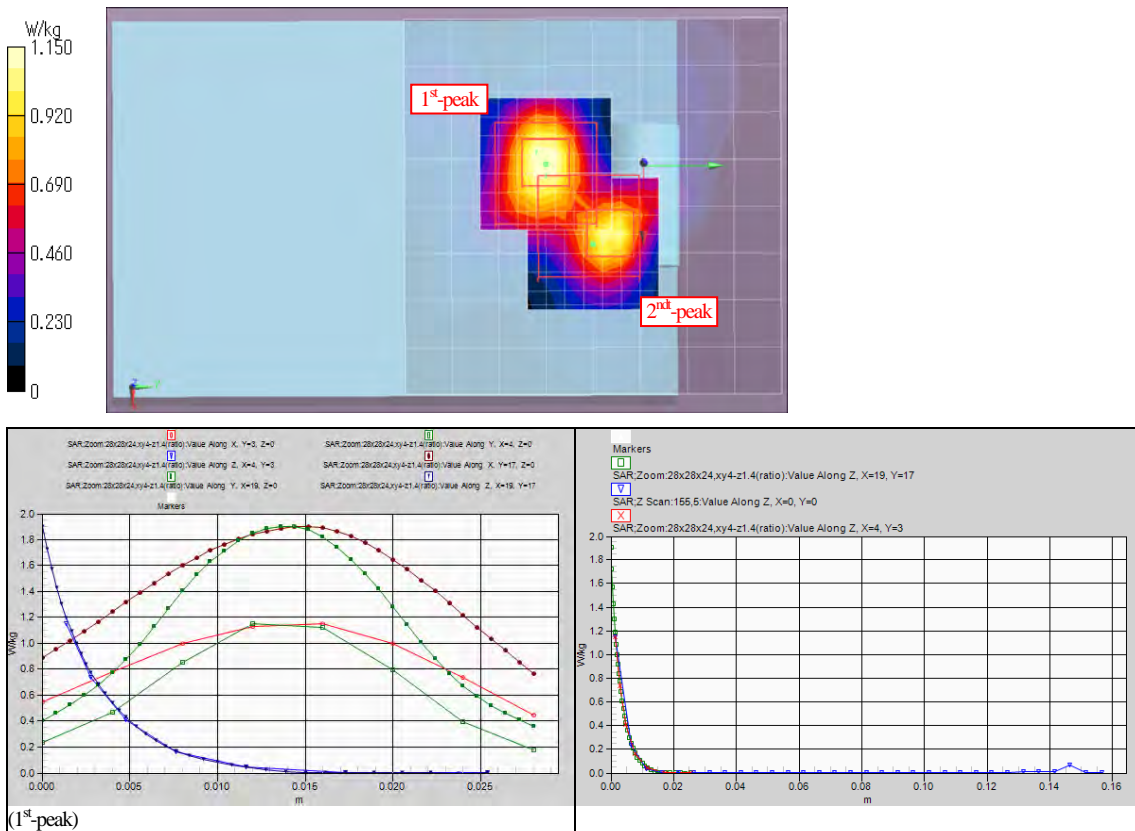 W/kg
1.150
0.920
0.690
0.460
0.230
0
1st-peak
2ndt-peak
SAR;Zoom:28x28x24,xy4-z1.4(ratio):Value Along X, Y=3, Z=0
SAR;Zoom:28x28x24,xy4-z1.4(ratio):Value Along Y, X=4, Z=0
SAR;Zoom:28x28x24,xy4-z1.4(ratio):Value Along Z, X=4, Y=3
SAR;Zoom:28x28x24,xy4-z1.4(ratio):Value Along X, Y=17, Z=0
SAR;Zoom:28x28x24,xy4-z1.4(ratio):Value Along Y, X=19, Z=0
SAR;Zoom:28x28x24,xy4-z1.4(ratio):Value Along Z, X=19, Y=17
Markers
2.0
1.8
1.6
1.4
1.2
1.0
0.8
0.6
0.4
0.2
0.0
W/kg
0.000
0.005
0.010
0.015
0.020
0.025
m
(1st-peak)
Markers
SAR;Zoom:28x28x24,xy4-z1.4(ratio):Value Along Z, X=19, Y=17
SAR;Z Scan:155,5:Value Along Z, X=0, Y=0
SAR;Zoom:28x28x24,xy4-z1.4(ratio):Value Along Z, X=4, Y=3
2.0
1.8
1.6
1.4
1.2
1.0
0.8
0.6
0.4
0.2
0.0
W/kg
0.00
0.02
0.04
0.06
0.08
0.10
0.12
0.14
0.16
m